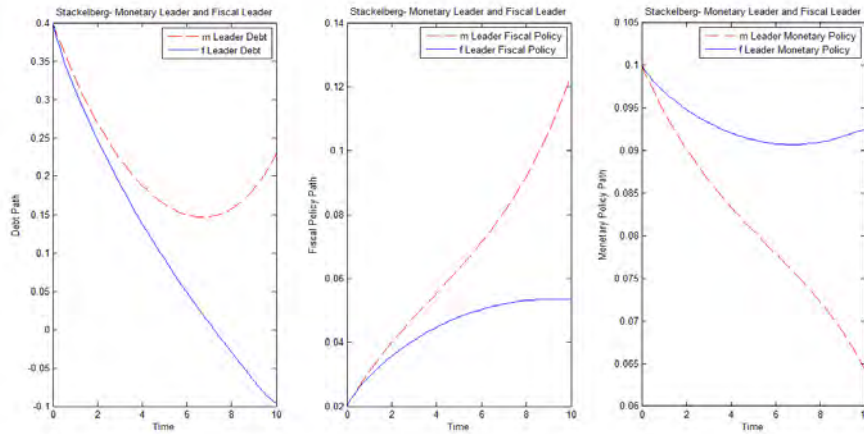 Stackelberg- Monetary Leader and Fiscal Leader
0.4
0.35
0.3
0.25
0.2
0.15
0.1
0.05
0
-0.05
-0.1
Debt Path
m Leader Debt
f Leader Debt
0 2 4 6 8 10
Time
Stackelberg- Monetary Leader and Fiscal Leader
0.14
0.12
0.1
0.08
0.06
0.04
0.02
Fiscal Policy Path
m Leader Fiscal Policy
f Leader Fiscal Policy
0 2 4 6 8 10
Time
Stackelberg- Monetary Leader and Fiscal Leader
0.105
0.1
0.095
0.09
0.085
0.08
0.075
0.07
0.065
0.06
Monetary Policy Path
m Leader Monetary Policy
f Leader Monetary Policy
0 2 4 6 8 10
Time